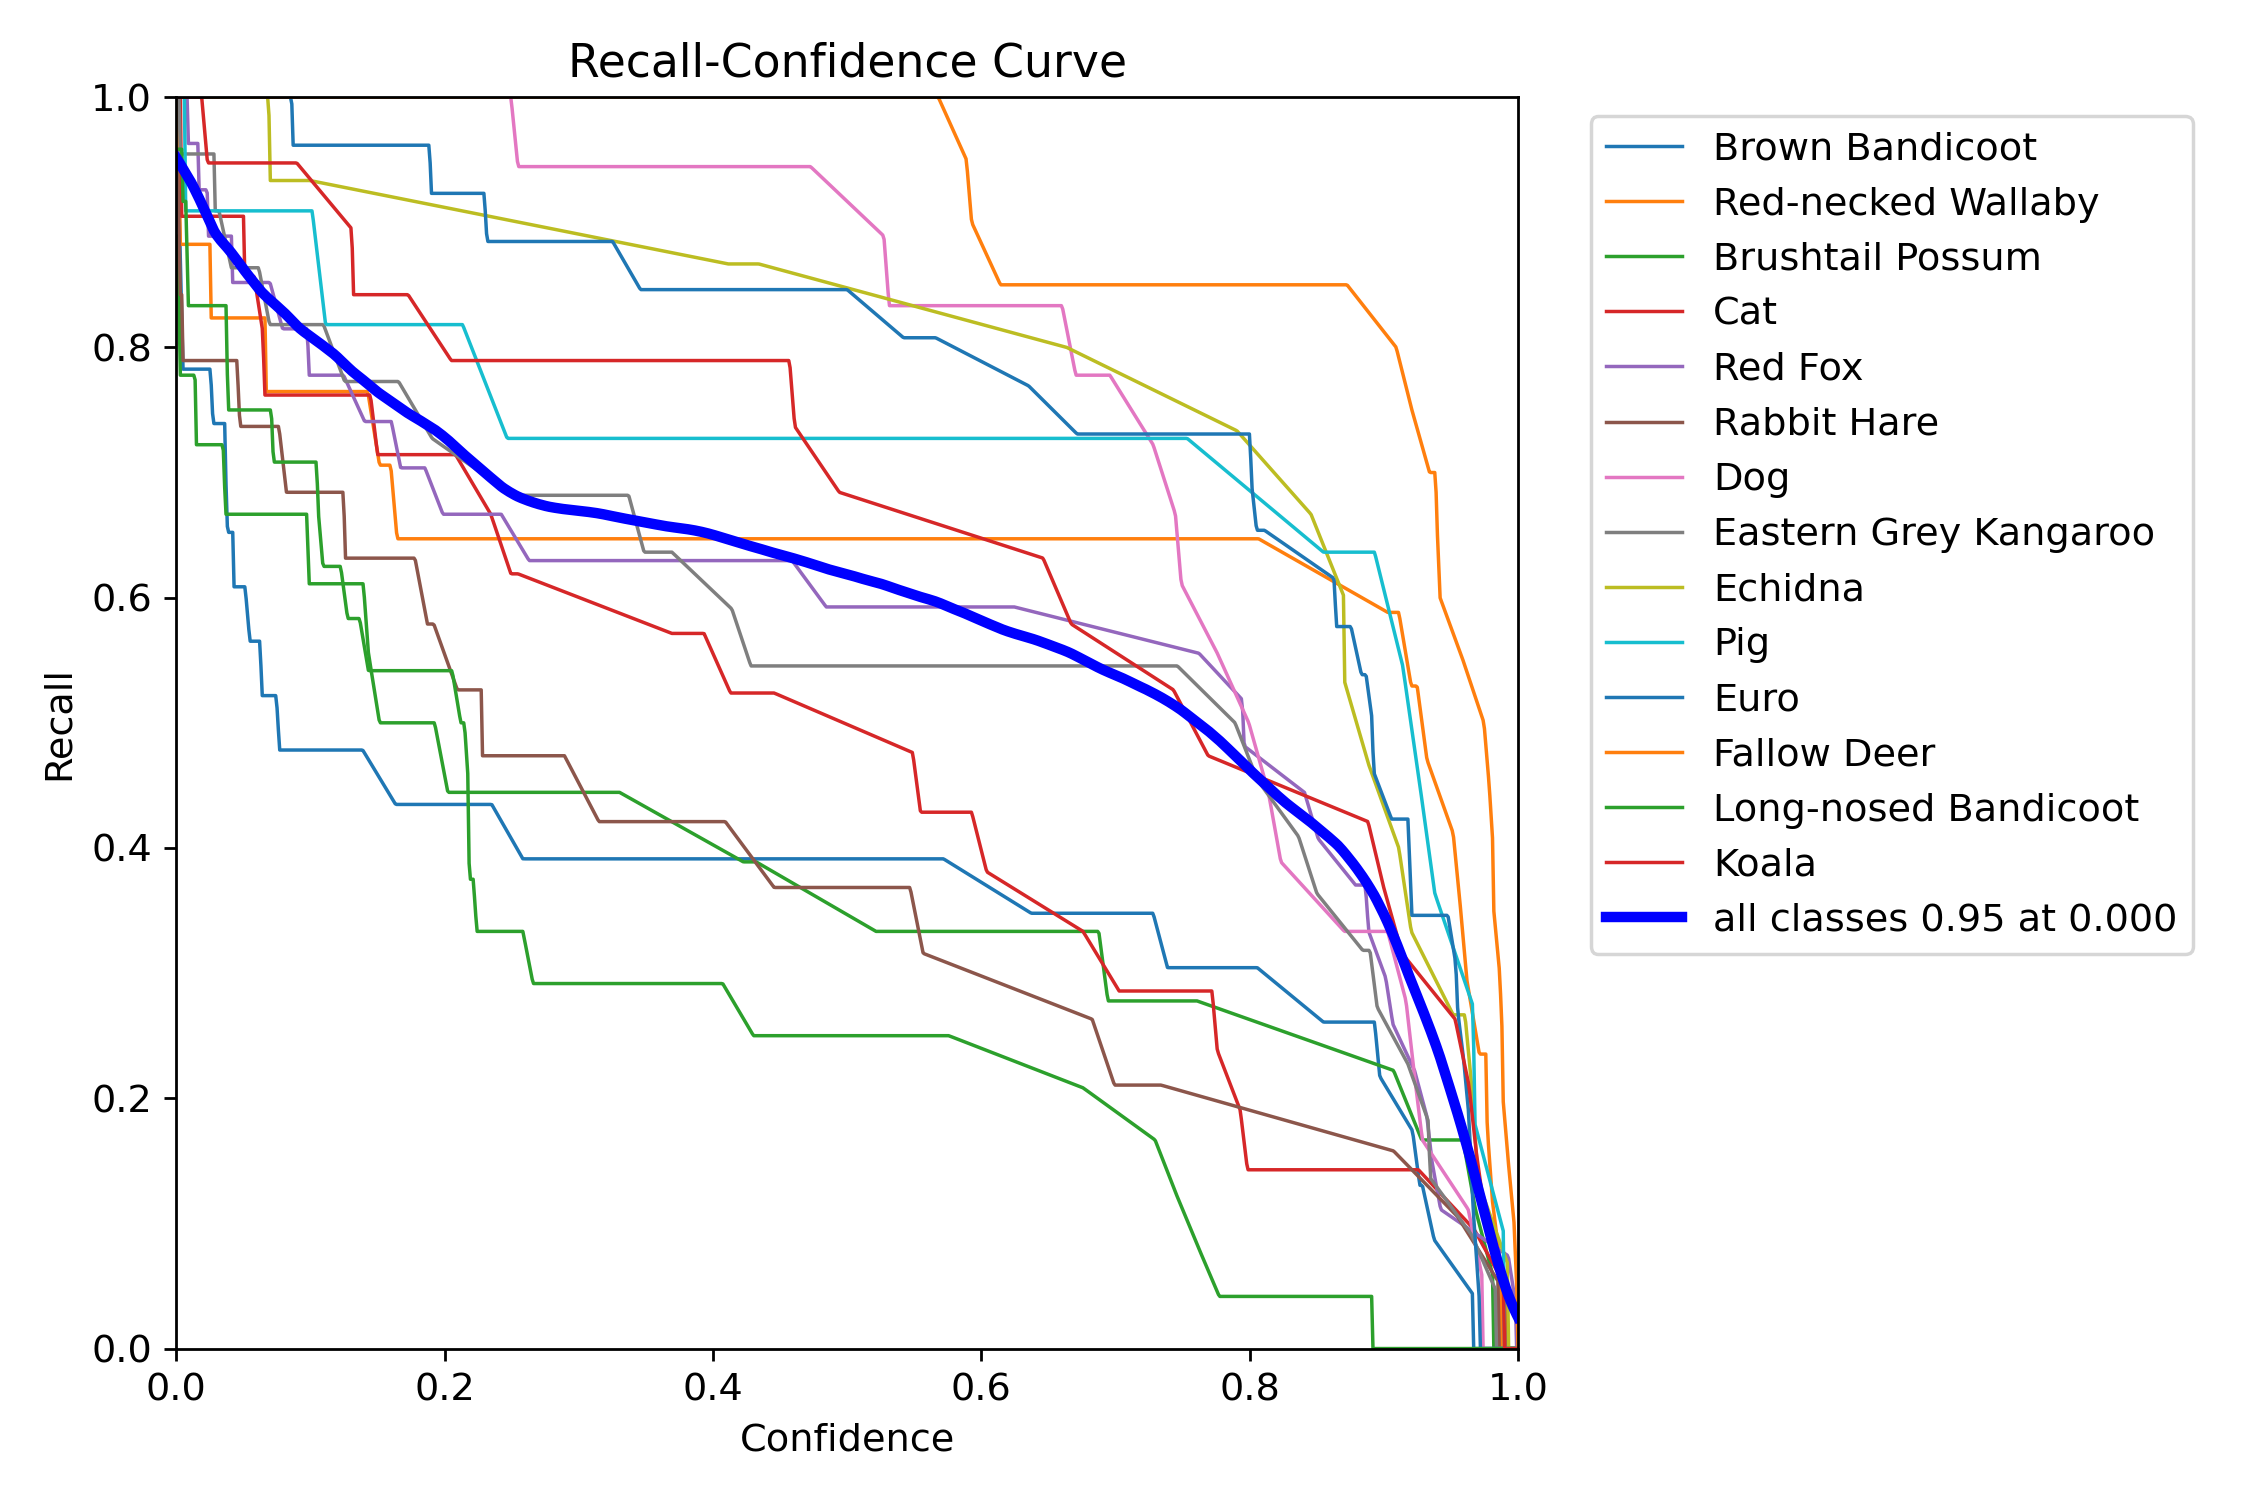 Recall-Confidence Curve
1.0
0.8
0.6
0.4
0.2
0.0
Recall
0.0 0.2 0.4 0.6 0.8 1.0
Confidence
Brown Bandicoot
Red-necked Wallaby
Brushtail Possum
Cat
Red Fox
Rabbit Hare
Dog
Eastern Grey Kangaroo
Echidna
Pig
Euro
Fallow Deer
Long-nosed Bandicoot
Koala
all classes 0.95 at 0.000